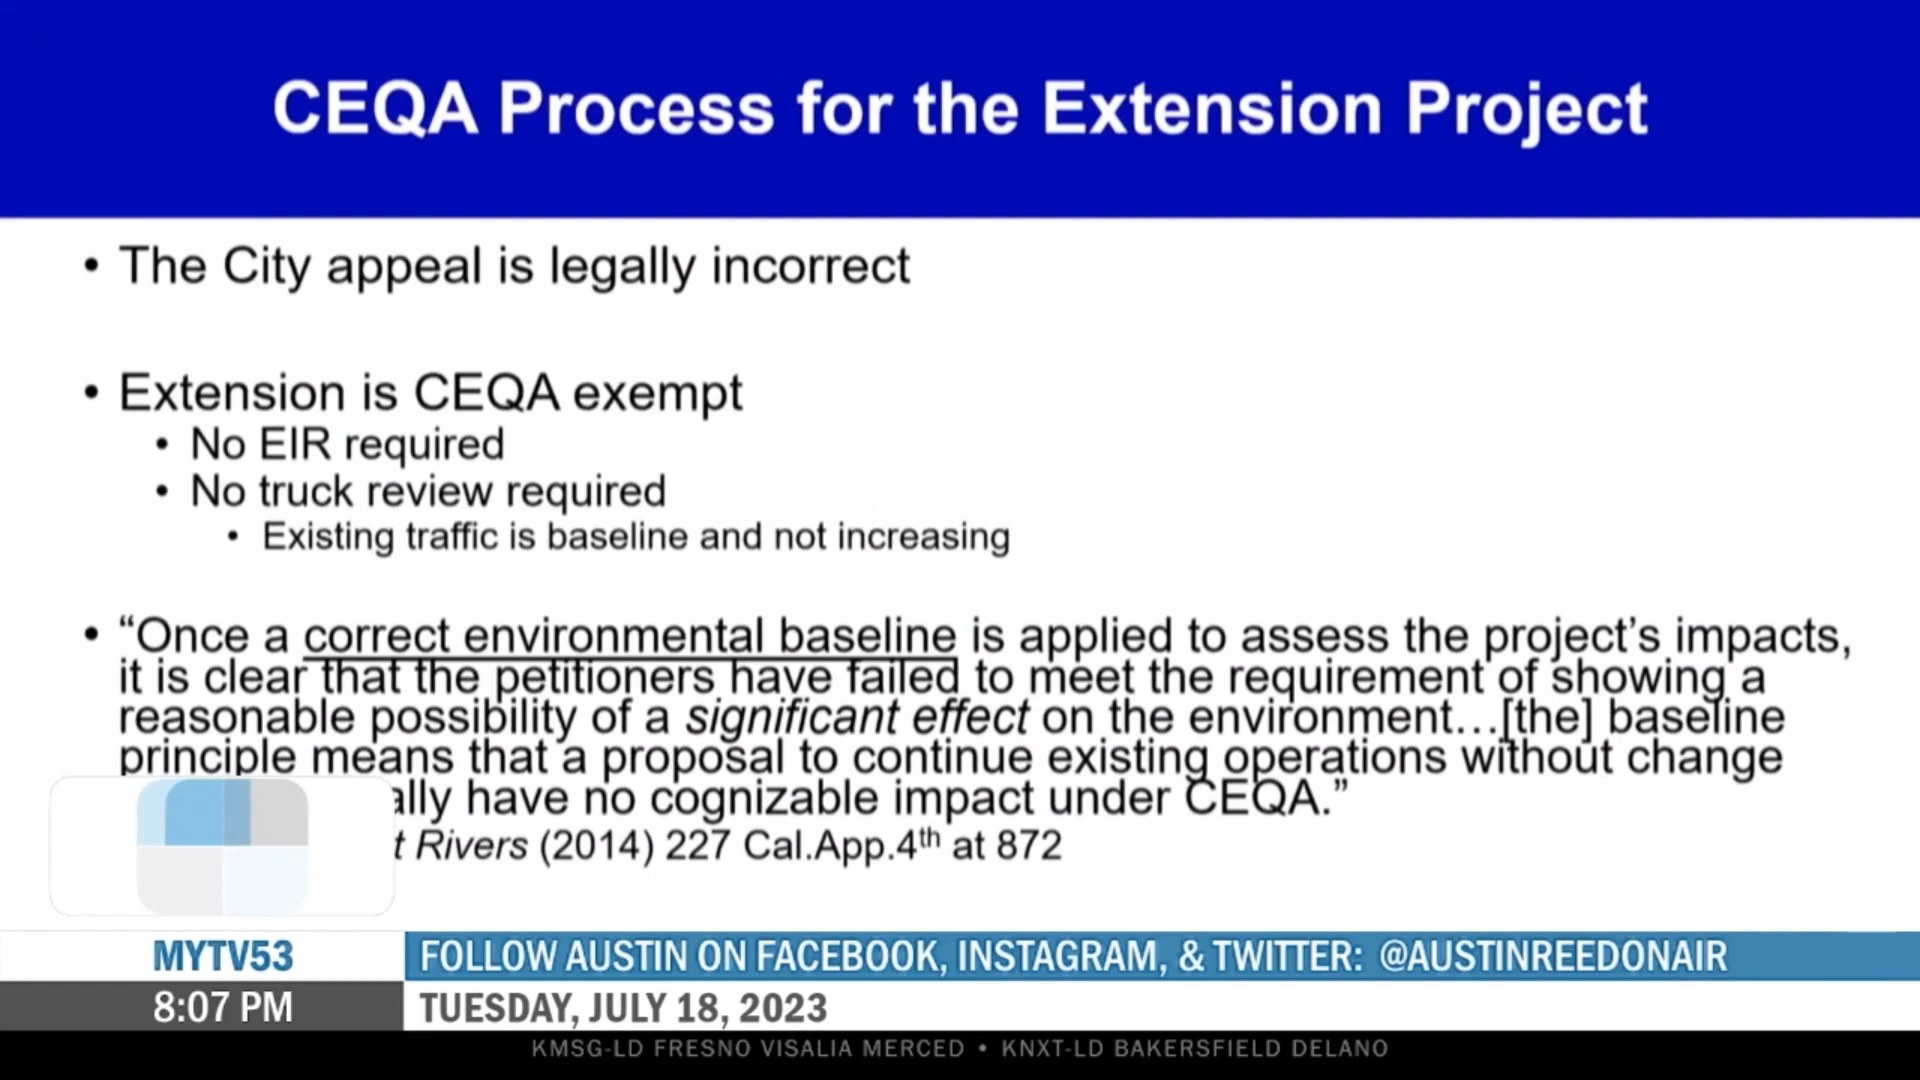 CEQA Process for the Extension Project
• The City appeal is legally incorrect
• Extension is CEQA exempt
• No EIR required
• No truck review required
• Existing traffic is baseline and not increasing
• “Once a correct environmental baseline is applied to assess the project’s impacts,
it is clear that the petitioners have failed to meet the requirement of showing a
reasonable possibility of a significant effect on the environment…[the] baseline
principle means that a proposal to continue existing operations without change
have no cognizable impact under CEQA.”
Rivers (2014) 227 Cal.App.4th at 872
MYTV53
FOLLOW AUSTIN ON FACEBOOK, INSTAGRAM, & TWITTER: @AUSTINREEDONAIR
8:07 PM
TUESDAY, JULY 18, 2023
KMSG-LD FRESNO VISALIA MERCED • KNXT-LD BAKERSFIELD DELANO